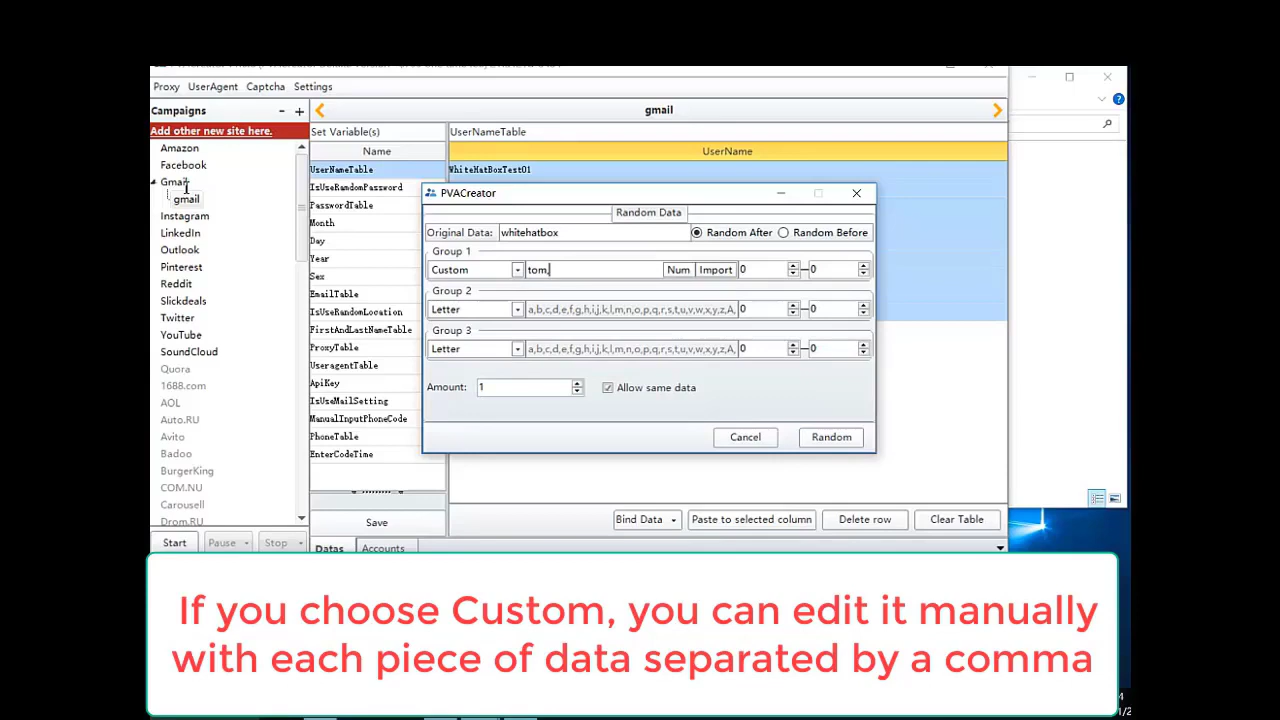 Proxy UserAgent Captcha Settings
Campaigns - +
gmail
Add other new site here.
Set Variable(s)
UserNameTable
Amazon
Name
UserName
Facebook
UserNameTable
WhiteHatBoxTest01
Gmail
IsUseRandomPassword
gmail
PasswordTable
Instagram
Month
LinkedIn
Day
Outlook
Year
Pinterest
Sex
Reddit
EmailTable
Slickdeals
IsUseRandomLocation
Twitter
FirstAndLastNameTable
YouTube
ProxyTable
SoundCloud
UseragentTable
Quora
ApiKey
1688.com
IsUseMailSetting
AOL
ManualInputPhoneCode
Auto.RU
PhoneTable
Avito
EnterCodeTime
Badoo
BurgerKing
COM.NU
Carousell
Drom.RU
PVACreator
Random Data
Original Data: whitehatbox Random After Random Before
Group 1
Custom tom, Num Import 0 — 0
Group 2
Letter a,b,c,d,e,f,g,h,i,j,k,l,m,n,o,p,q,r,s,t,u,v,w,x,y,z,A, 0 — 0
Group 3
Letter a,b,c,d,e,f,g,h,i,j,k,l,m,n,o,p,q,r,s,t,u,v,w,x,y,z,A, 0 — 0
Amount: 1 Allow same data
Cancel Random
Save
Bind Data Paste to selected column Delete row Clear Table
Start Pause Stop
Datas Accounts
If you choose Custom, you can edit it manually
with each piece of data separated by a comma